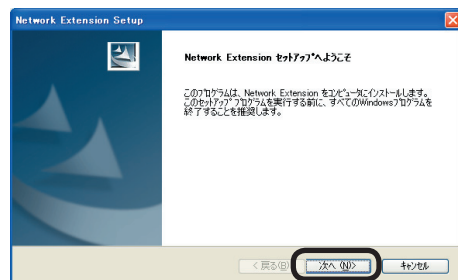 Network Extension Setup
Network Extension ｾｯﾄｱｯﾌﾟへようこそ
このﾌﾟﾛｸﾞﾗﾑは、Network Extension をｺﾝﾋﾟｭｰﾀにｲﾝｽﾄｰﾙします。
このｾｯﾄｱｯﾌﾟ ﾌﾟﾛｸﾞﾗﾑを実行する前に、すべてのWindowsﾌﾟﾛｸﾞﾗﾑを
終了することを推奨します。
< 戻る(B) 次へ (N)> ｷｬﾝｾﾙ